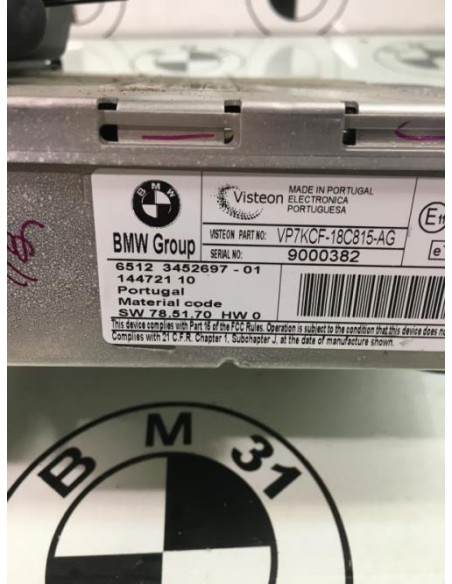 BMW
Visteon
MADE IN PORTUGAL
ELECTRONICA
PORTUGUESA
VISTEON PART NO: VP7KCF-18C815-AG
BMW Group
SERIAL NO: 9000382
6512 3452697 - 01
144721 10
Portugal
Material code
SW 78.51.70 HW 0
This device complies with Part 15 of the FCC Rules. Operation is subject to the condition that this device does
Complies with 21 C.F.R. Chapter 1, Subchapter J, at the date of manufacture shown.
BM31